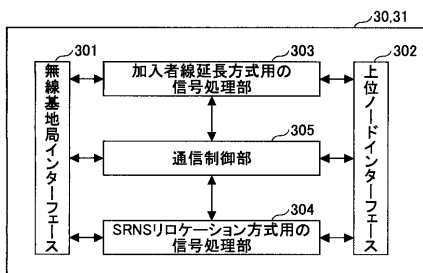 30,31
301
無線基地局インターフェース
303
加入者線延長方式用の
信号処理部
302
上位ノードインターフェース
305
通信制御部
304
SRNSリロケーション方式用の
信号処理部